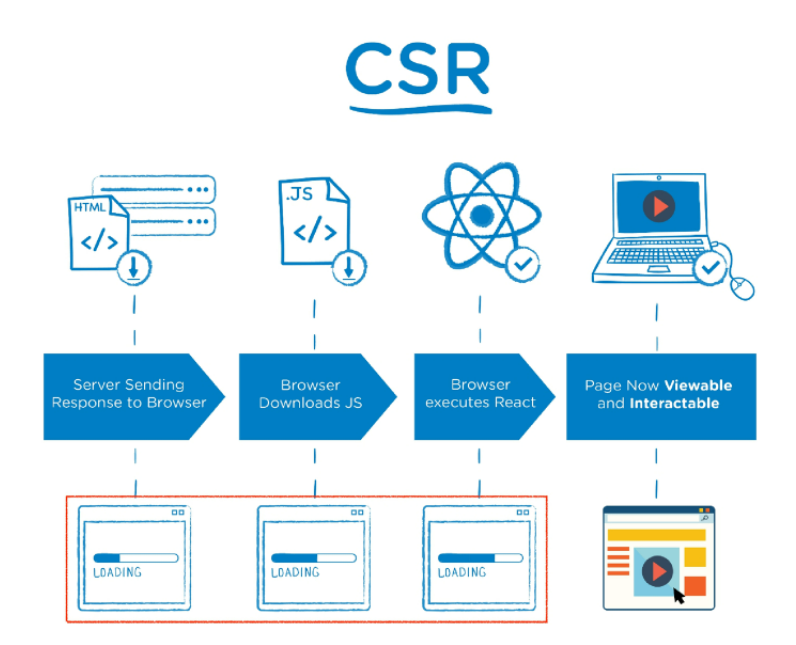 CSR
HTML
</>
.JS
</>
Server Sending
Response to Browser
Browser
Downloads JS
Browser
executes React
Page Now Viewable
and Interactable
LOADING
LOADING
LOADING